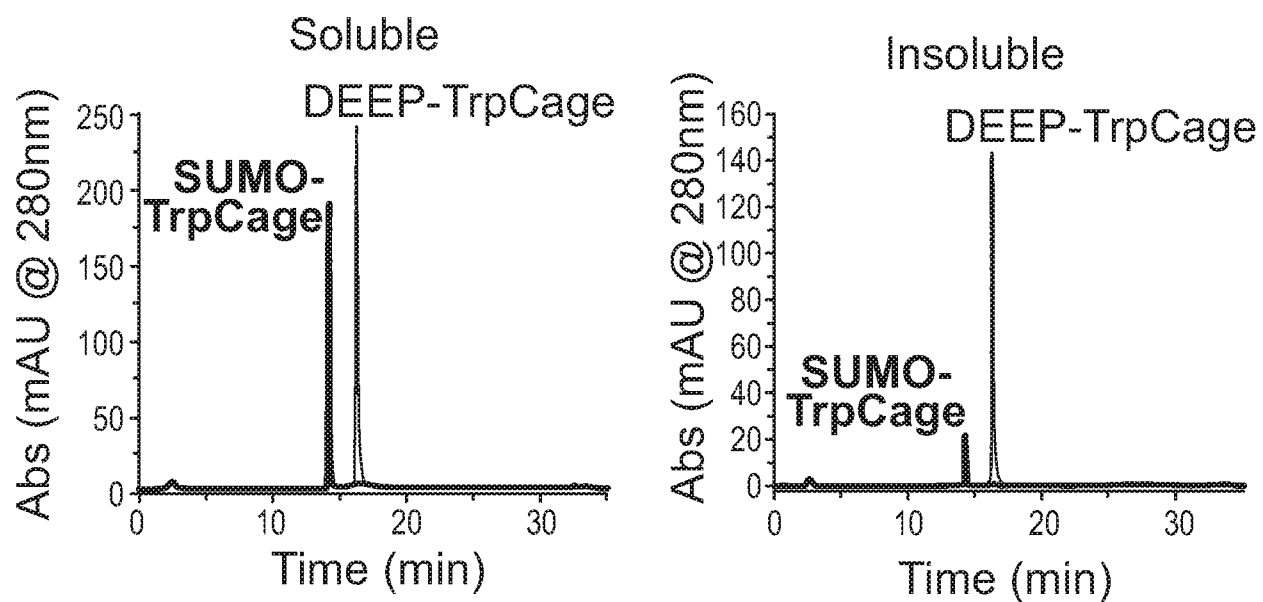 Soluble
Abs (mAU @ 280nm)
250
200
150
100
50
0
DEEP-TrpCage
SUMO-
TrpCage
0
10
20
30
Time (min)
Insoluble
Abs (mAU @ 280nm)
160
140
120
100
80
60
40
20
0
DEEP-TrpCage
SUMO-
TrpCage
0
10
20
30
Time (min)